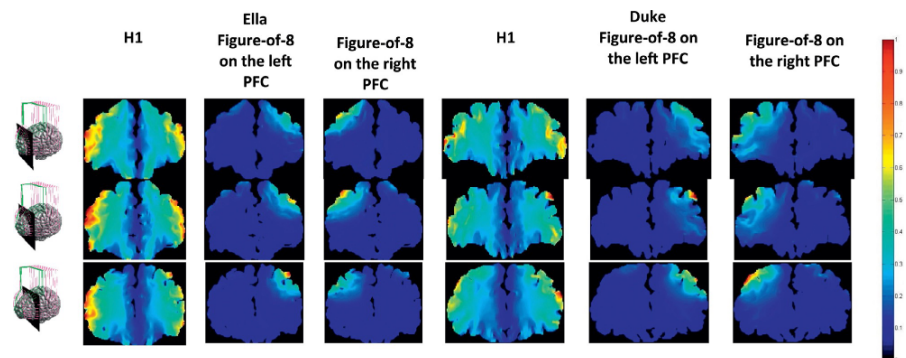 Ella
H1
Figure-of-8
on the left
PFC
Figure-of-8
on the right
PFC
Duke
H1
Figure-of-8 on
the left PFC
Figure-of-8 on
the right PFC
1
0.9
0.8
0.7
0.6
0.5
0.4
0.3
0.2
0.1